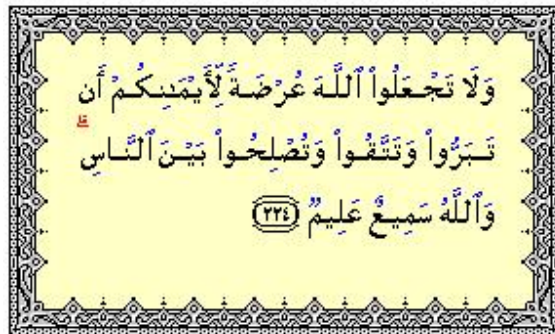 وَلَا تَجْعَلُواْ ٱللَّهَ عُرْضَةً لِّأَيْمَـٰنِكُمْ أَن
تَبَرُّواْ وَتَتَّقُواْ وَتُصْلِحُواْ بَيْنَ ٱلنَّاسِ ۗ
وَٱللَّهُ سَمِيعٌ عَلِيمٌ ﴿٢٢٤﴾